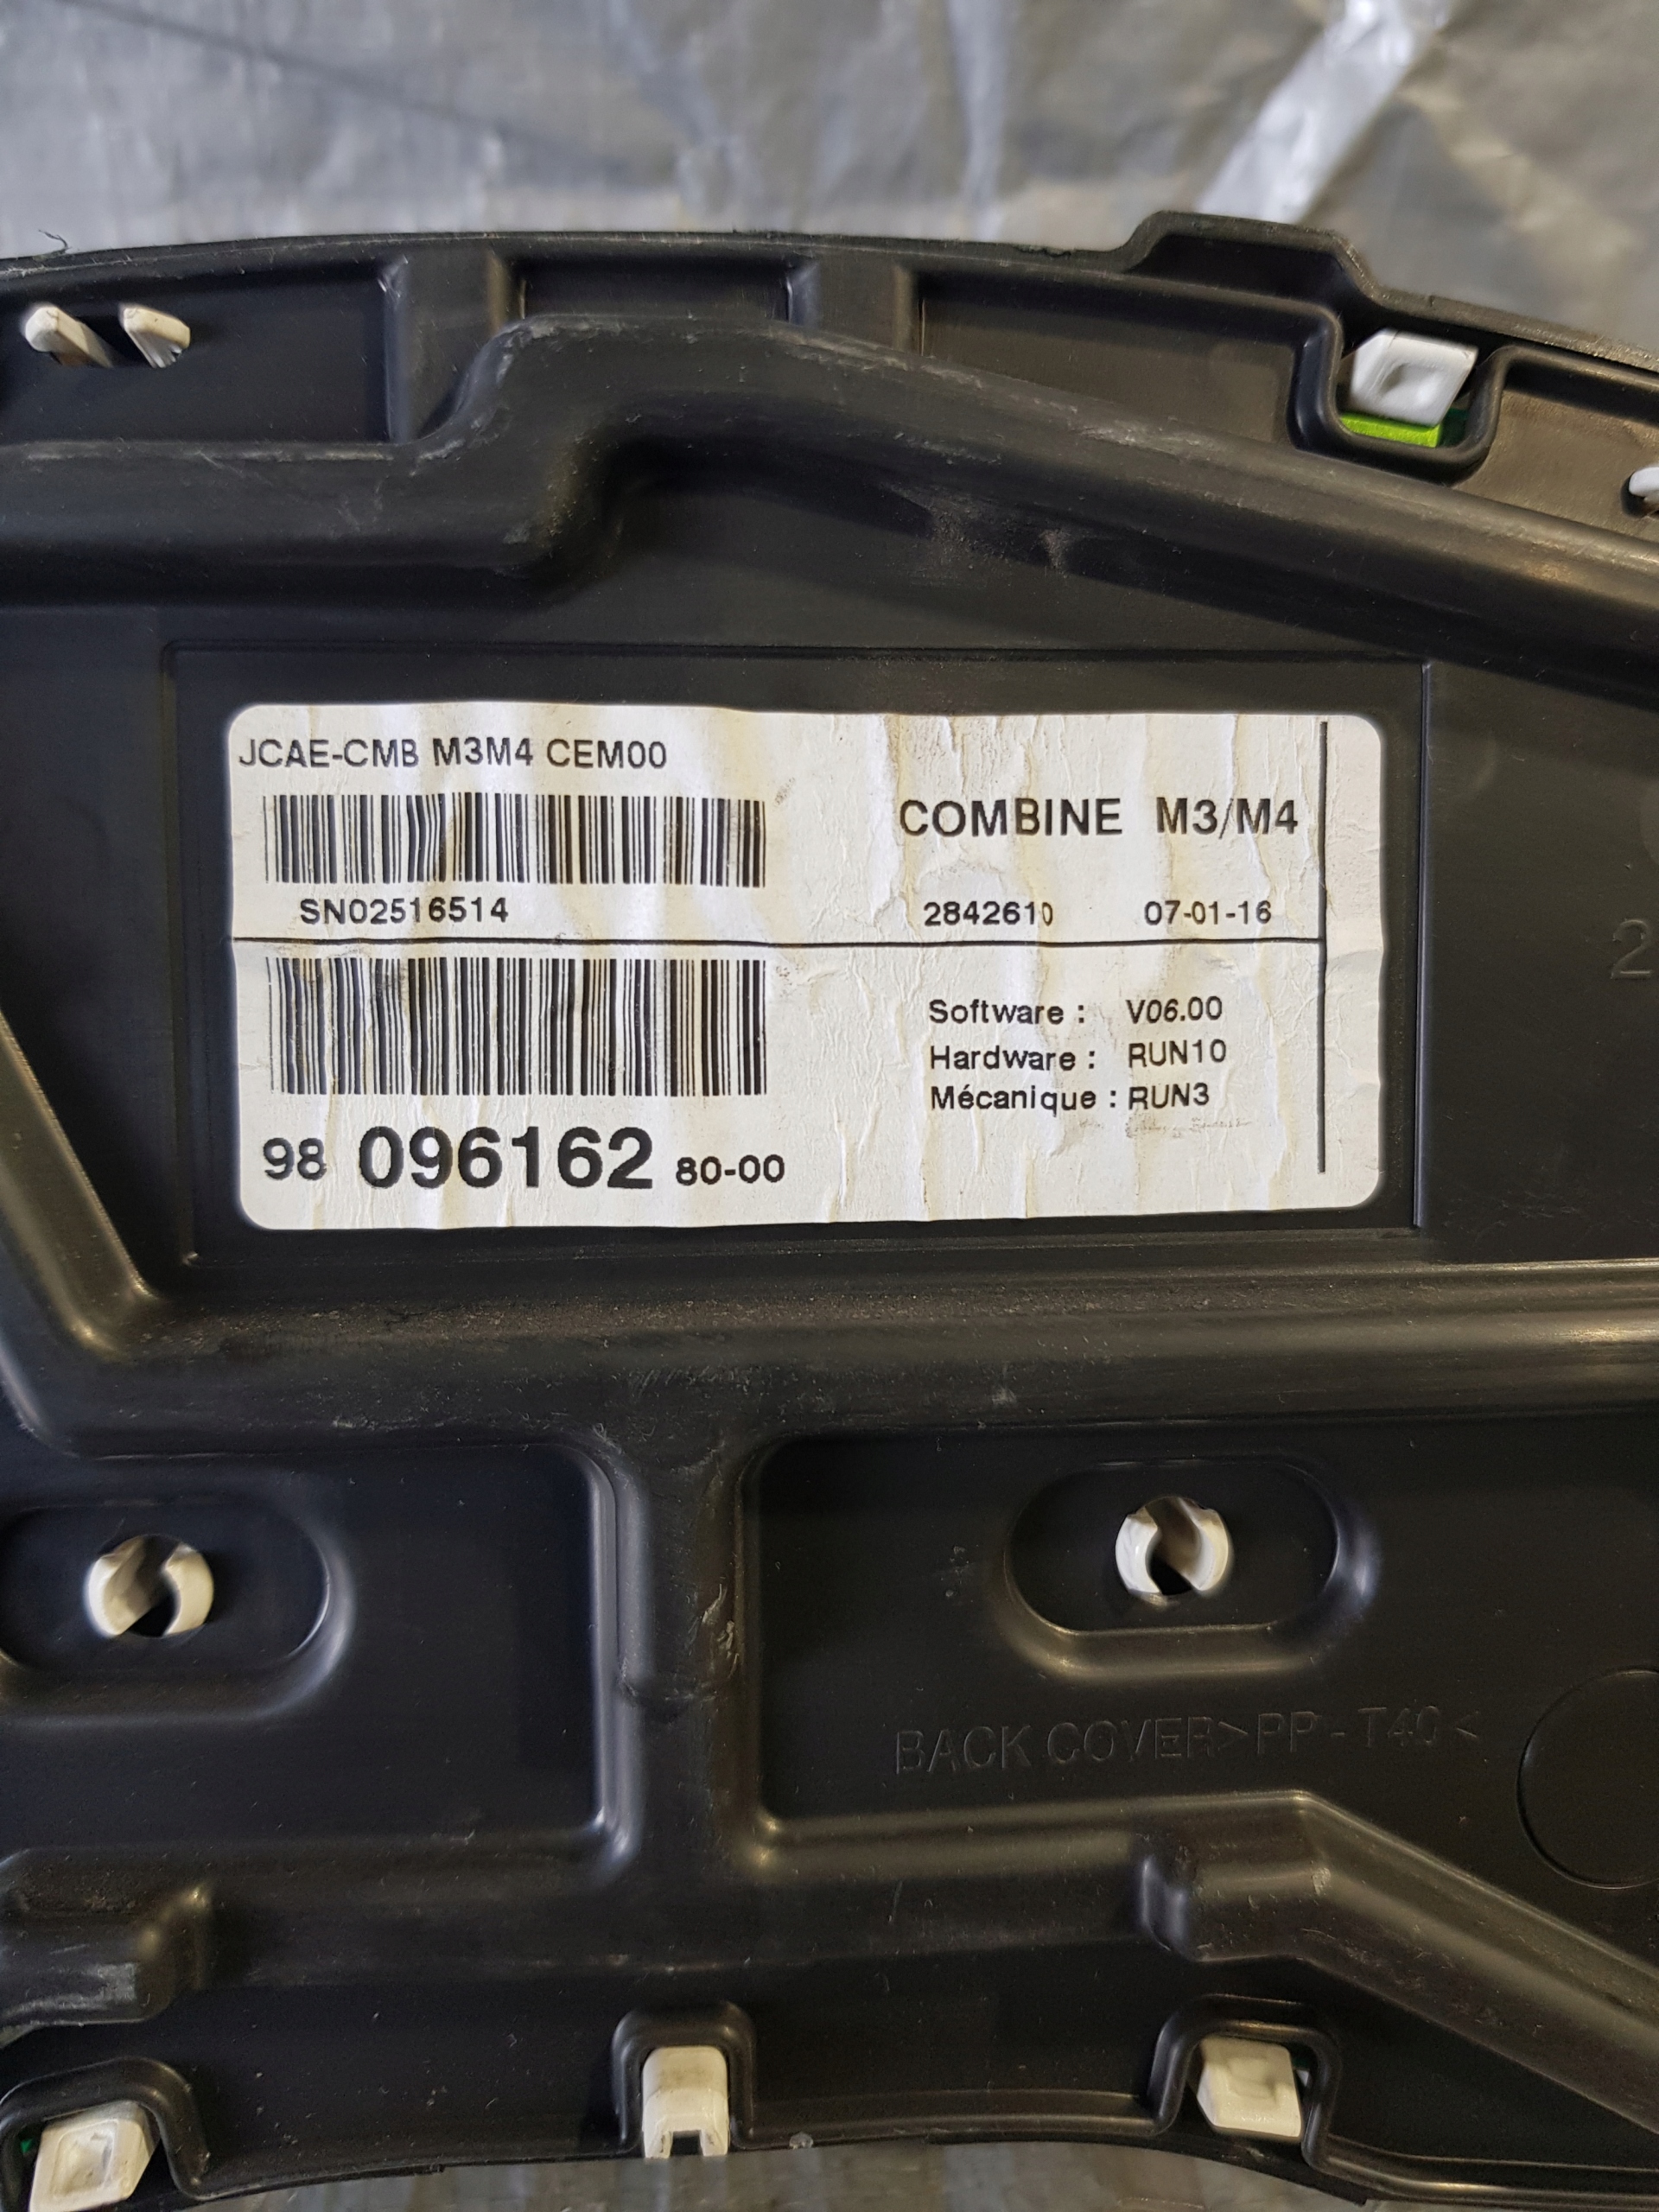 JCAE-CMB M3M4 CEM00
COMBINE M3/M4
SN02516514
2842610 07-01-16
Software : V06.00
Hardware : RUN10
Mécanique : RUN3
98 096162 80-00
2
BACK COVER>PP-T40<